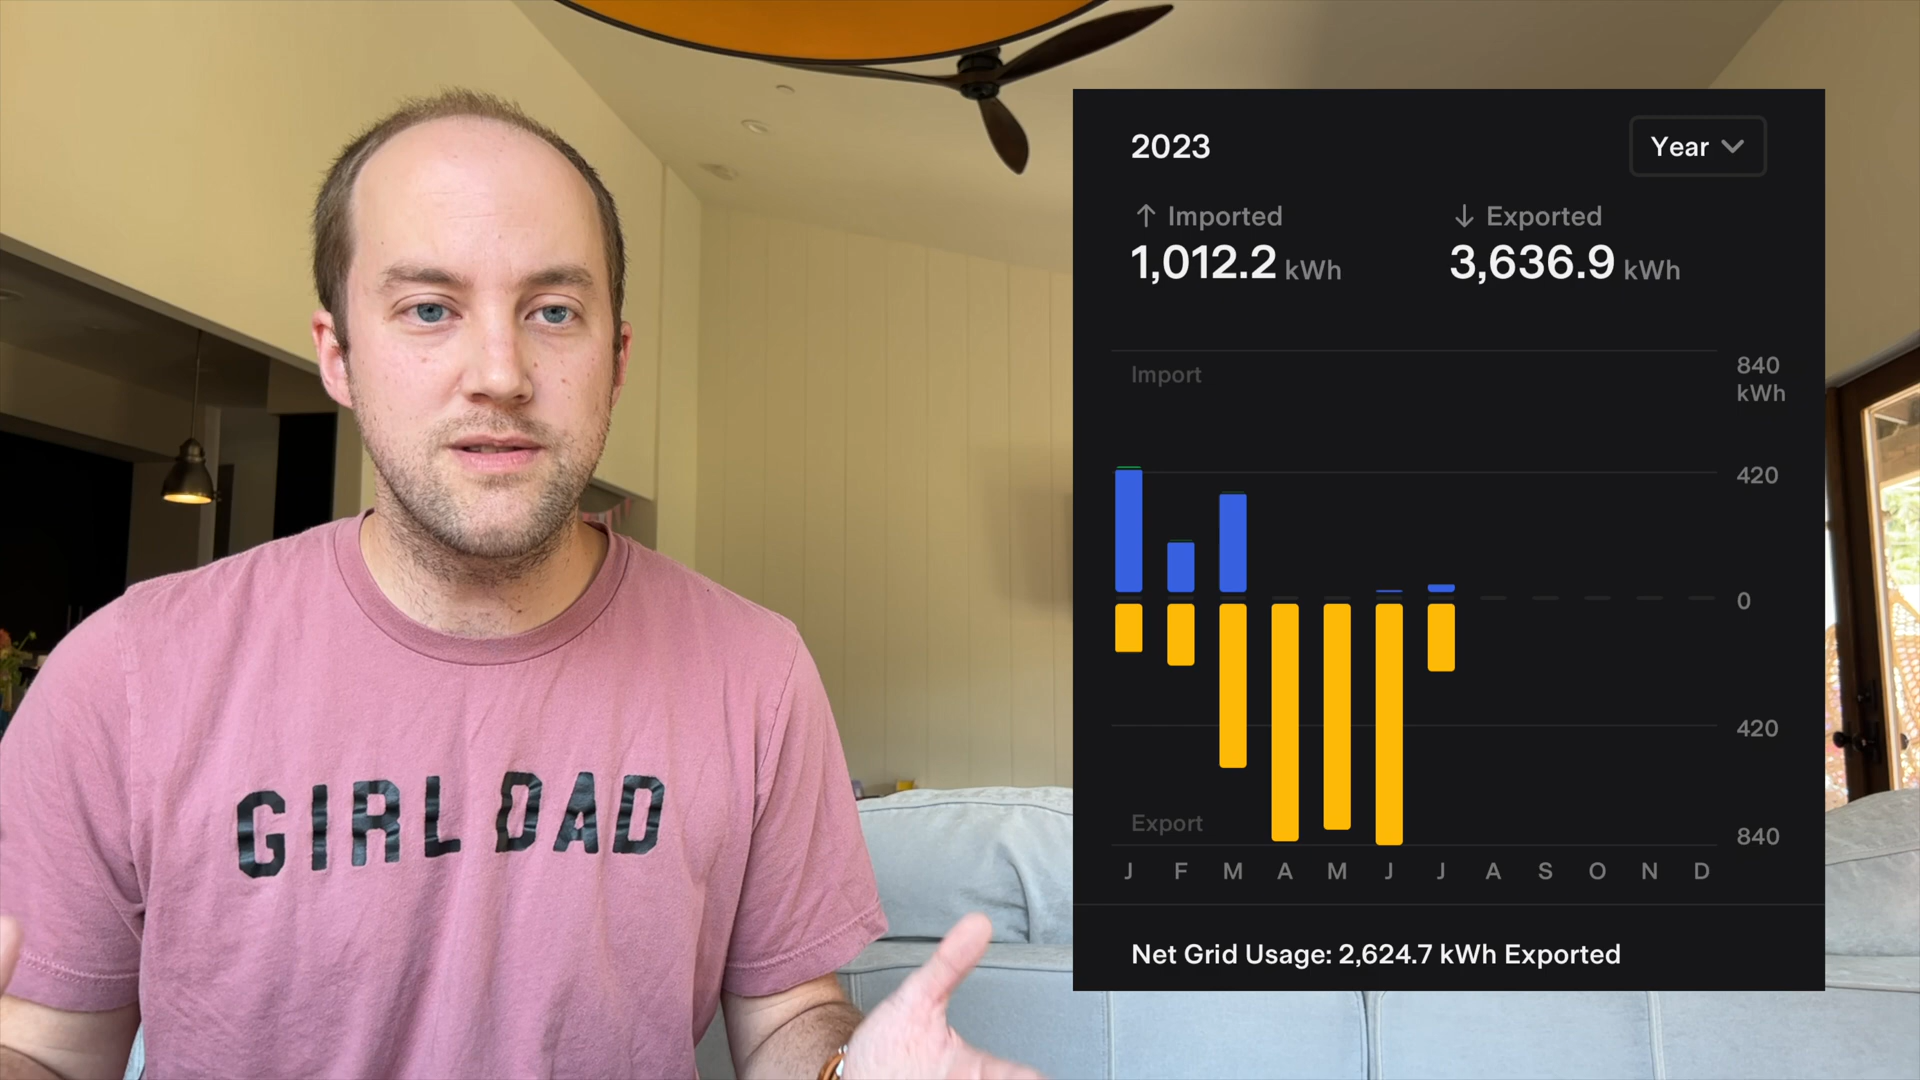 GIRL DAD
2023
Year
↑ Imported
1,012.2 kWh
↓ Exported
3,636.9 kWh
840
kWh
Import
420
0
420
Export
840
J F M A M J J A S O N D
Net Grid Usage: 2,624.7 kWh Exported